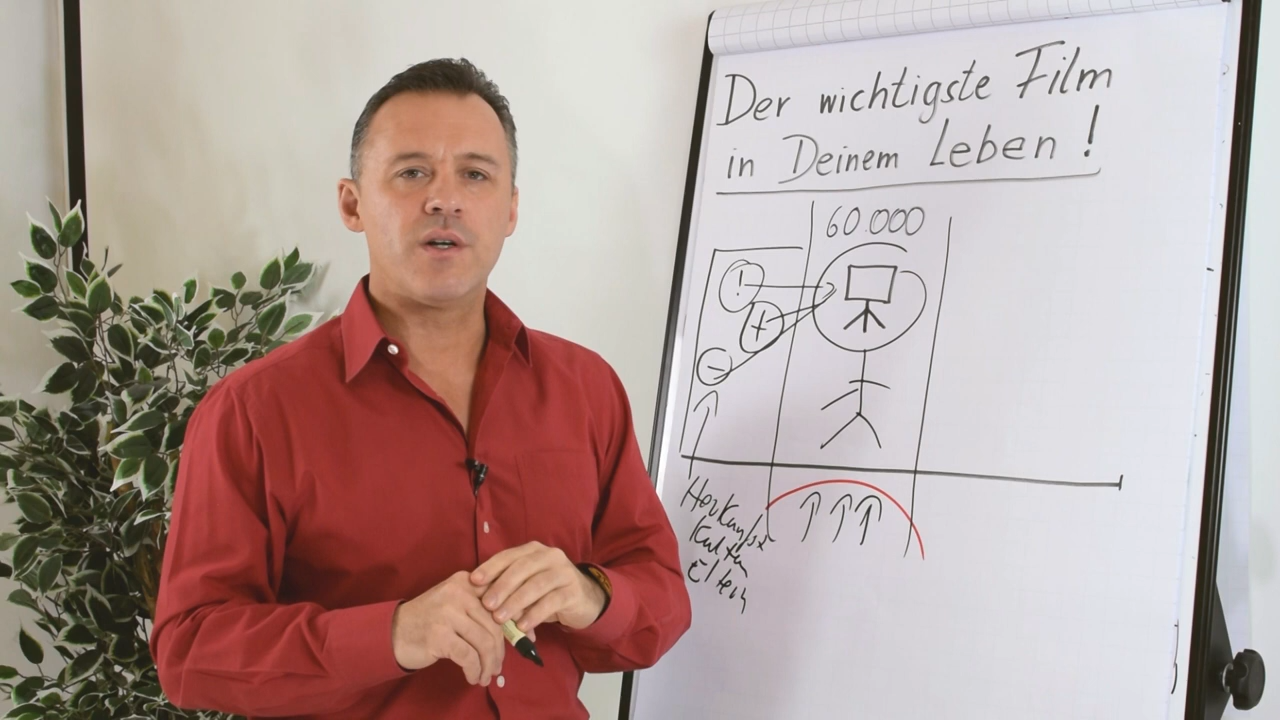 Der wichtigste Film
in Deinem Leben!
60.000
!
+
-
Herkunft
Kultur
Eltern